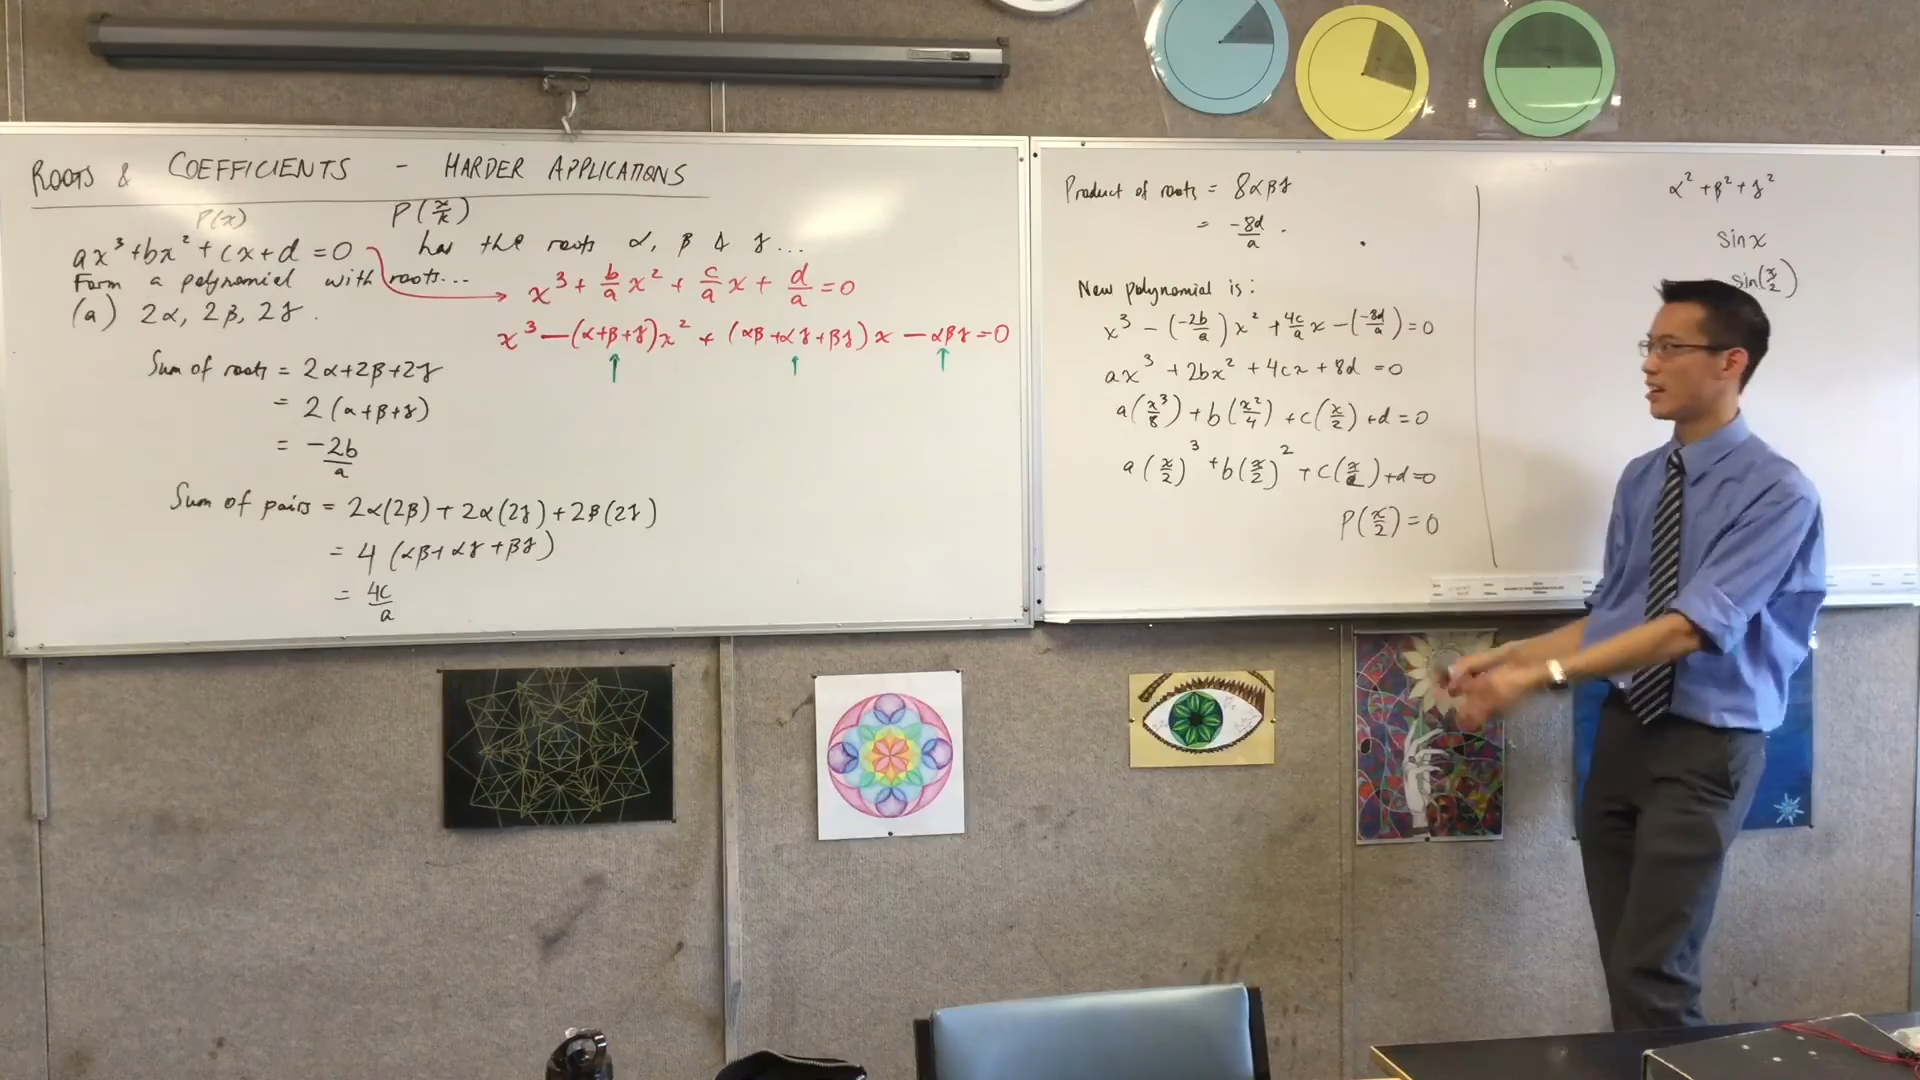 ROOTS & COEFFICIENTS - HARDER APPLICATIONS
P(x)
P(x/k)
ax³+bx²+cx+d=0 has the roots α, β & γ...
Form a polynomial with roots...
x³ + b/a x² + c/a x + d/a = 0
(a) 2α, 2β, 2γ.
x³ -(α+β+γ)x² + (αβ+αγ+βγ)x - αβγ=0
Sum of roots = 2α+2β+2γ
= 2(α+β+γ)
= -2b/a
Sum of pairs = 2α(2β)+2α(2γ)+2β(2γ)
= 4(αβ+αγ+βγ)
= 4c/a
Product of roots = 8αβγ
= -8d/a.
New polynomial is:
x³ - (-2b/a)x² + 4c/a x - (-8d/a) = 0
ax³ + 2bx² + 4cx + 8d = 0
a(x³/8) + b(x²/4) + c(x/2) + d = 0
a(x/2)³ + b(x/2)² + c(x/2) + d = 0
P(x/2) = 0
α² + β² + γ²
sin x
sin(x/2)